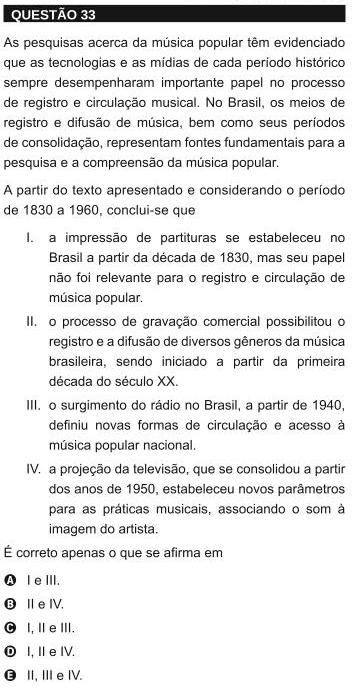 QUESTÃO 33
As pesquisas acerca da música popular têm evidenciado
que as tecnologias e as mídias de cada período histórico
sempre desempenharam importante papel no processo
de registro e circulação musical. No Brasil, os meios de
registro e difusão de música, bem como seus períodos
de consolidação, representam fontes fundamentais para a
pesquisa e a compreensão da música popular.
A partir do texto apresentado e considerando o período
de 1830 a 1960, conclui-se que
I. a impressão de partituras se estabeleceu no
Brasil a partir da década de 1830, mas seu papel
não foi relevante para o registro e circulação de
música popular.
II. o processo de gravação comercial possibilitou o
registro e a difusão de diversos gêneros da música
brasileira, sendo iniciado a partir da primeira
década do século XX.
III. o surgimento do rádio no Brasil, a partir de 1940,
definiu novas formas de circulação e acesso à
música popular nacional.
IV. a projeção da televisão, que se consolidou a partir
dos anos de 1950, estabeleceu novos parâmetros
para as práticas musicais, associando o som à
imagem do artista.
É correto apenas o que se afirma em
A I e III.
B II e IV.
C I, II e III.
D I, II e IV.
E II, III e IV.